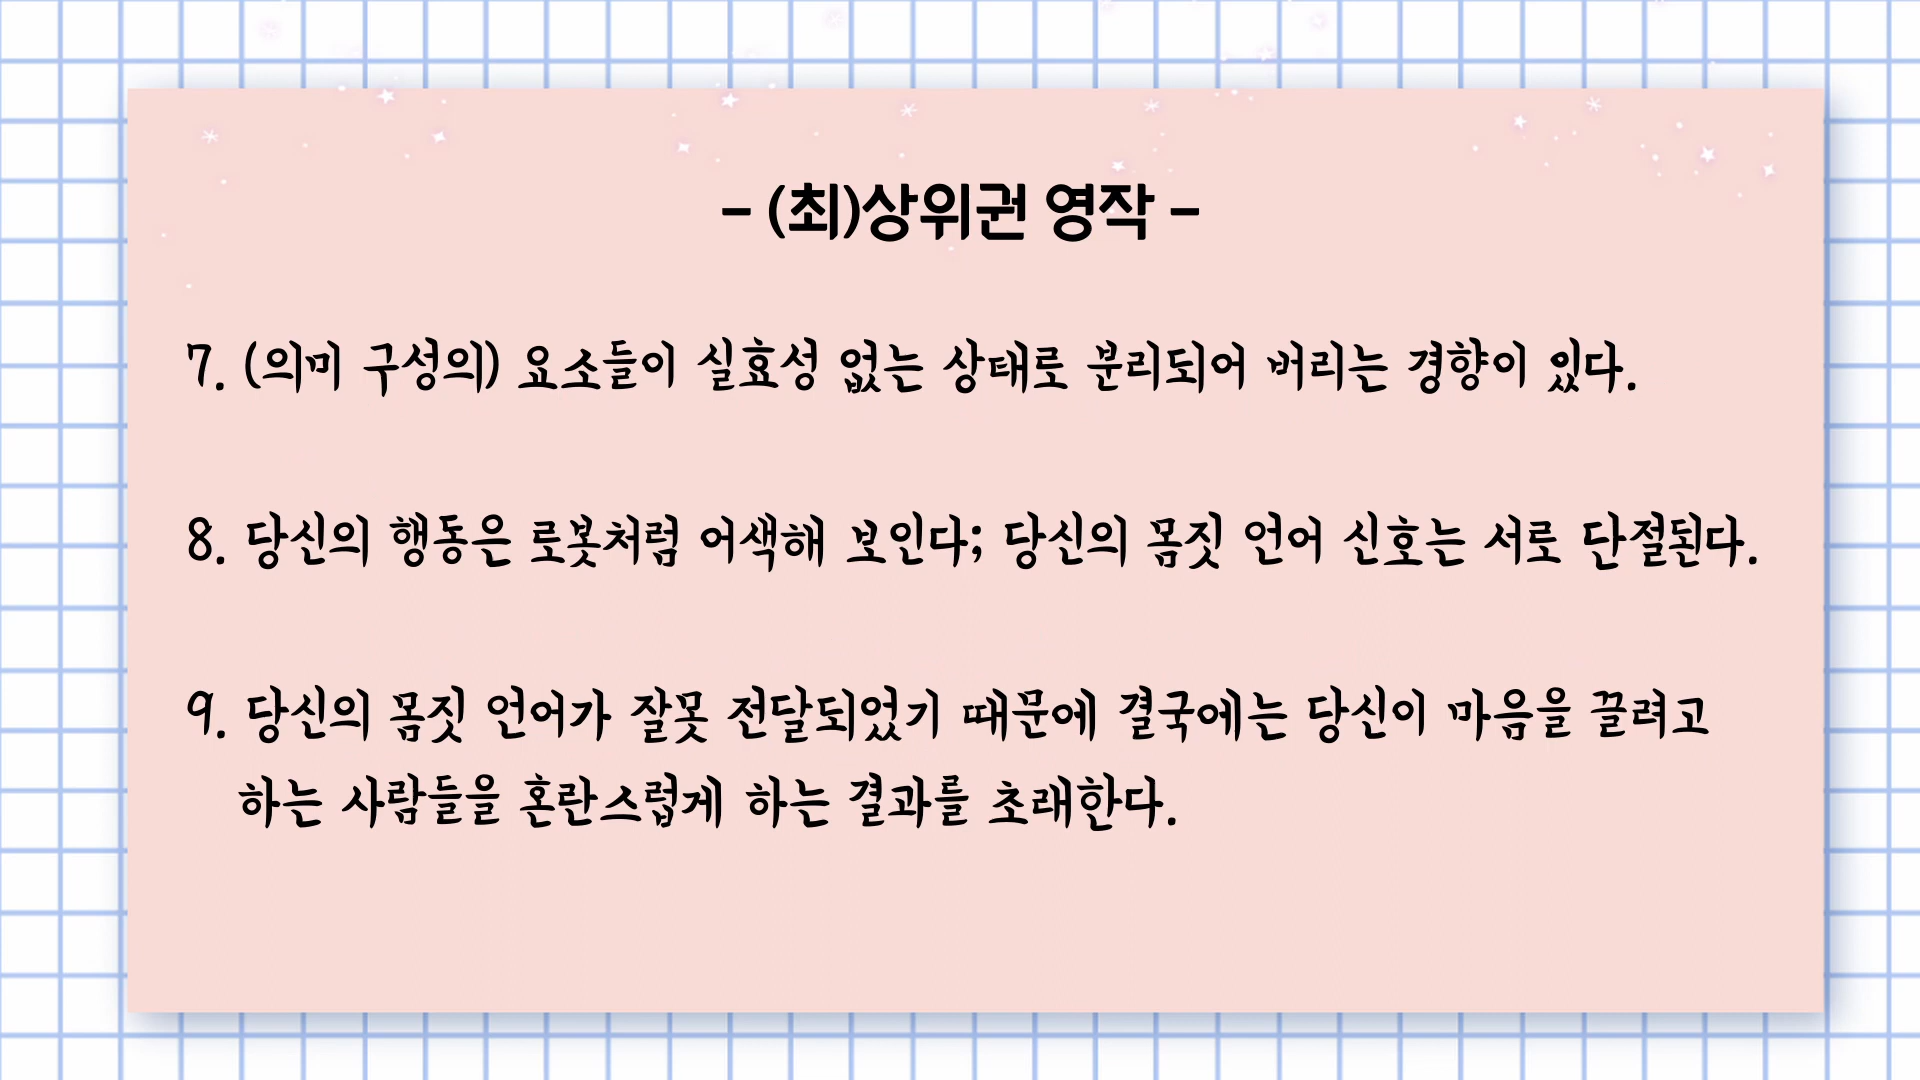 - (최)상위권 영작 -
7. (의미 구성의) 요소들이 실효성 없는 상태로 분리되어 버리는 경향이 있다.
8. 당신의 행동은 로봇처럼 어색해 보인다; 당신의 몸짓 언어 신호는 서로 단절된다.
9. 당신의 몸짓 언어가 잘못 전달되었기 때문에 결국에는 당신이 마음을 끌려고
하는 사람들을 혼란스럽게 하는 결과를 초래한다.